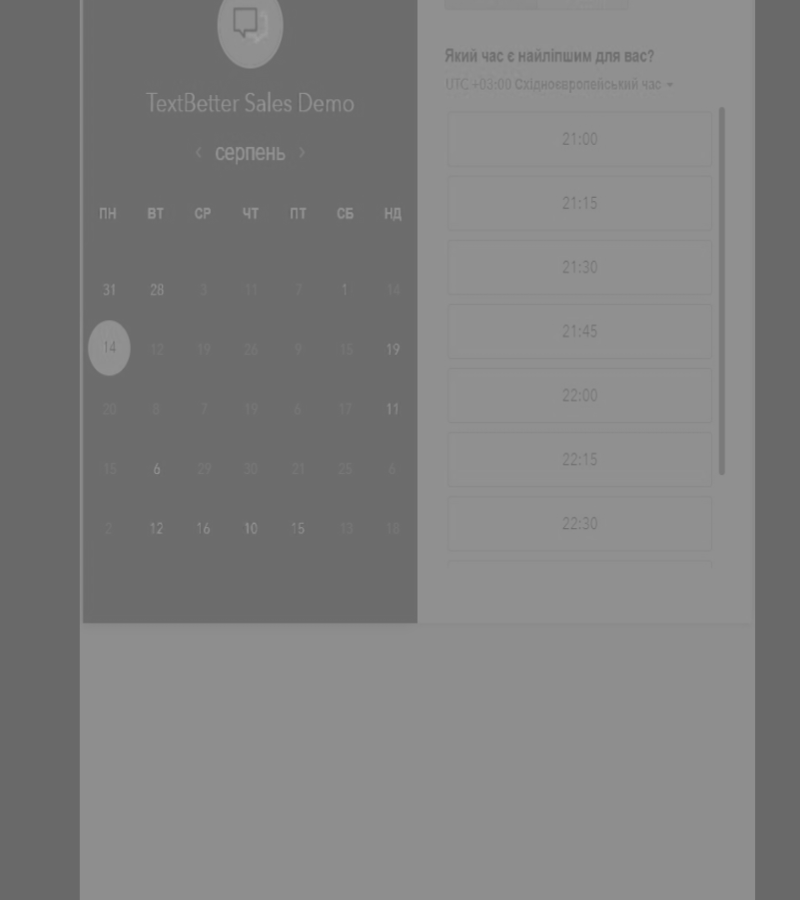 TextBetter Sales Demo
серпень
ПН ВТ СР ЧТ ПТ СБ НД
31 28 3 11 7 1 14
14 12 19 26 9 15 19
20 8 7 19 6 17 11
15 6 29 30 21 25 6
2 12 16 10 15 13 18
Який час є найліпшим для вас?
UTC +03:00 Східноєвропейський час
21:00
21:15
21:30
21:45
22:00
22:15
22:30